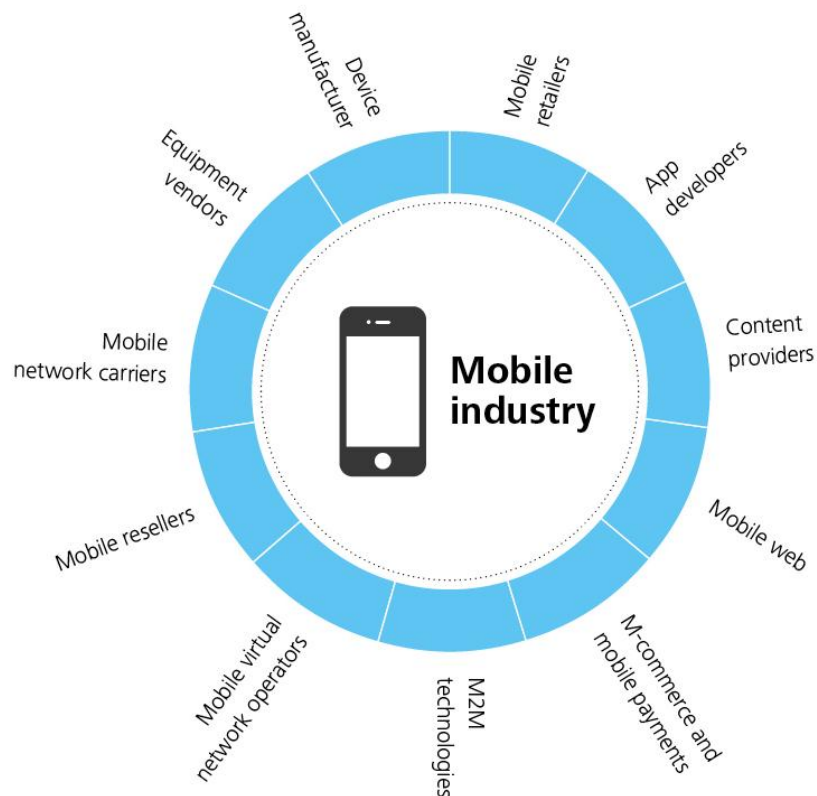 Mobile
industry
Mobile
retailers
App
developers
Content
providers
Mobile web
M-commerce and
mobile payments
M2M
technologies
Mobile virtual
network operators
Mobile resellers
Mobile
network carriers
Equipment
vendors
Device
manufacturer